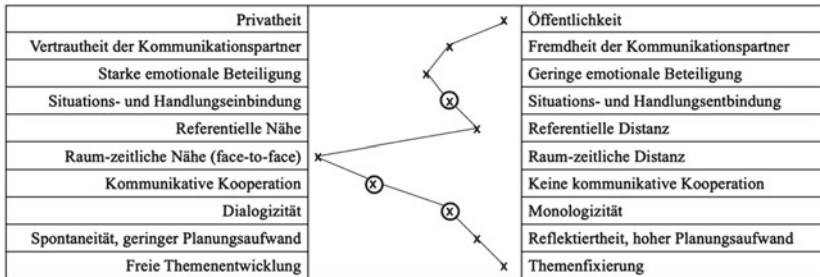 Privatheit x Öffentlichkeit
Vertrautheit der Kommunikationspartner x Fremdheit der Kommunikationspartner
Starke emotionale Beteiligung x Geringe emotionale Beteiligung
Situations- und Handlungseinbindung x Situations- und Handlungsentbindung
Referentielle Nähe x Referentielle Distanz
Raum-zeitliche Nähe (face-to-face) x Raum-zeitliche Distanz
Kommunikative Kooperation x Keine kommunikative Kooperation
Dialogizität x Monologizität
Spontaneität, geringer Planungsaufwand x Reflektiertheit, hoher Planungsaufwand
Freie Themenentwicklung x Themenfixierung